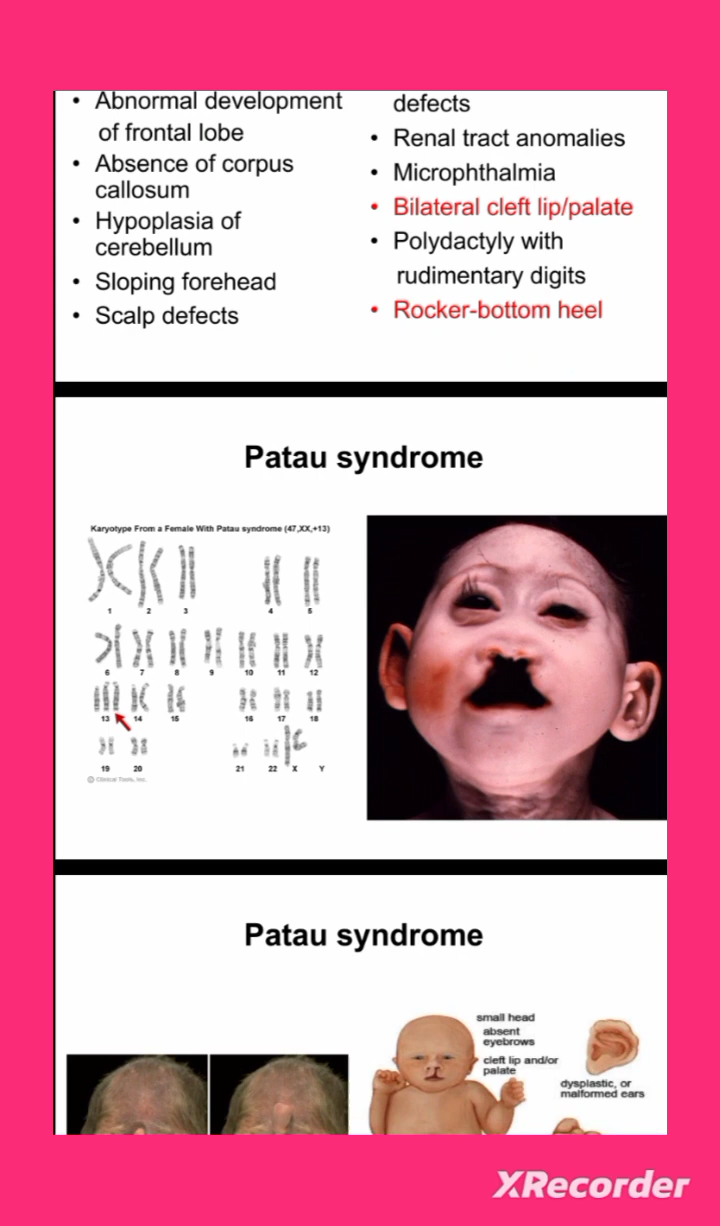 • Abnormal development
of frontal lobe
• Absence of corpus
callosum
• Hypoplasia of
cerebellum
• Sloping forehead
• Scalp defects
defects
• Renal tract anomalies
• Microphthalmia
• Bilateral cleft lip/palate
• Polydactyly with
rudimentary digits
• Rocker-bottom heel
Patau syndrome
Karyotype From a Female With Patau syndrome (47,XX,+13)
1 2 3 4 5
6 7 8 9 10 11 12
13 14 15 16 17 18
19 20 21 22 X Y
© Clinical Tools, Inc.
Patau syndrome
small head
absent
eyebrows
cleft lip and/or
palate
dysplastic, or
malformed ears
XRecorder